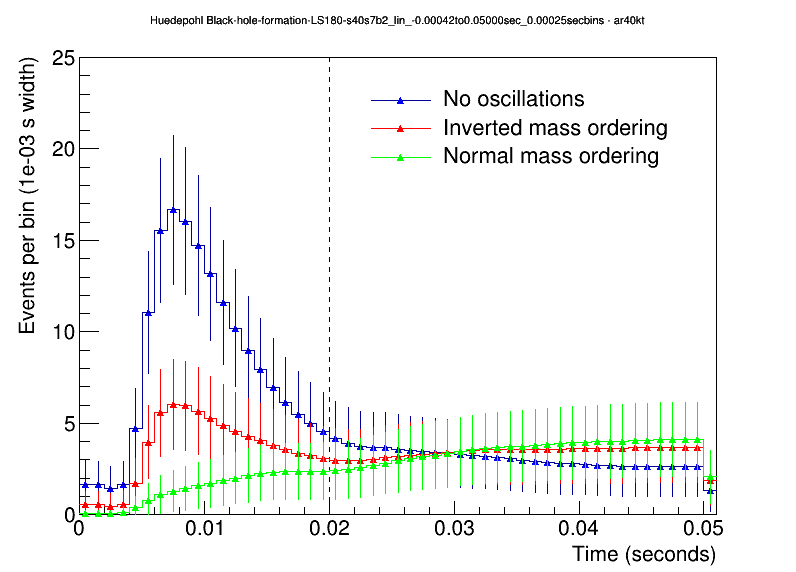 Huedepohl Black-hole-formation-LS180-s40s7b2_lin_-0.00042to0.05000sec_0.00025secbins - ar40kt
Events per bin (1e-03 s width)
25
20
15
10
5
0
No oscillations
Inverted mass ordering
Normal mass ordering
0 0.01 0.02 0.03 0.04 0.05
Time (seconds)